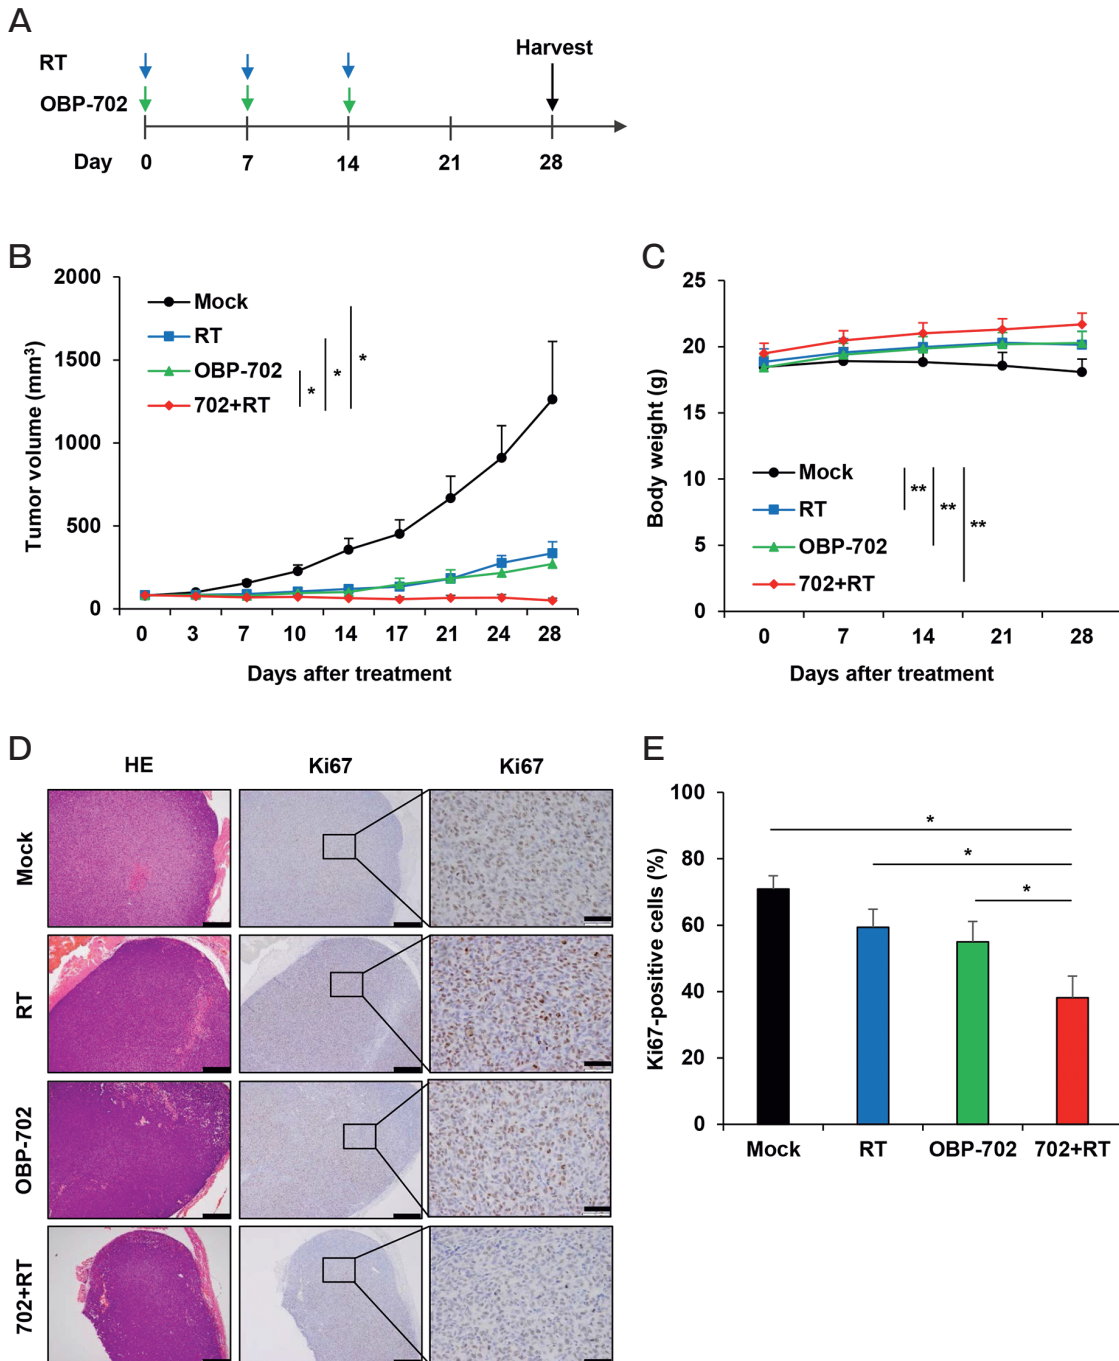 A
RT
OBP-702
Harvest
Day 0 7 14 21 28
B
Tumor volume (mm³)
2000
1500
1000
500
0
Mock
RT
OBP-702
702+RT
*
*
*
0 3 7 10 14 17 21 24 28
Days after treatment
C
Body weight (g)
25
20
15
10
5
0
Mock
RT
OBP-702
702+RT
**
**
**
0 7 14 21 28
Days after treatment
D
HE Ki67 Ki67
Mock
RT
OBP-702
702+RT
E
Ki67-positive cells (%)
100
80
60
40
20
0
*
*
*
Mock RT OBP-702 702+RT